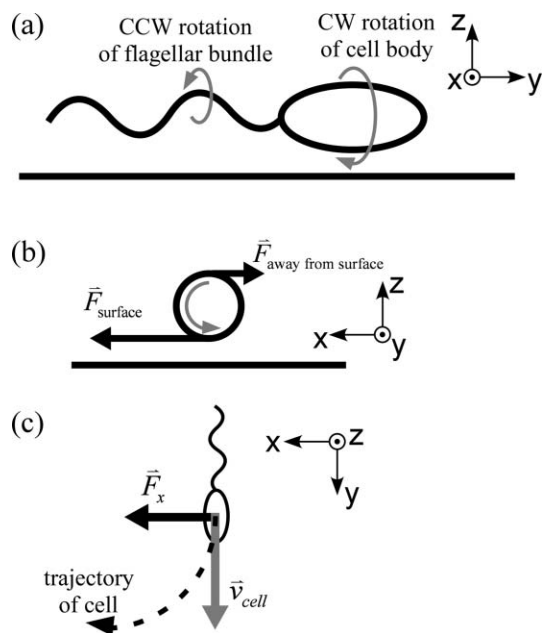 (a)
CCW rotation
of flagellar bundle
CW rotation
of cell body
z
x
y
(b)
F⃗ away from surface
F⃗ surface
z
x
y
(c)
x
z
y
F⃗x
trajectory
of cell
v⃗cell